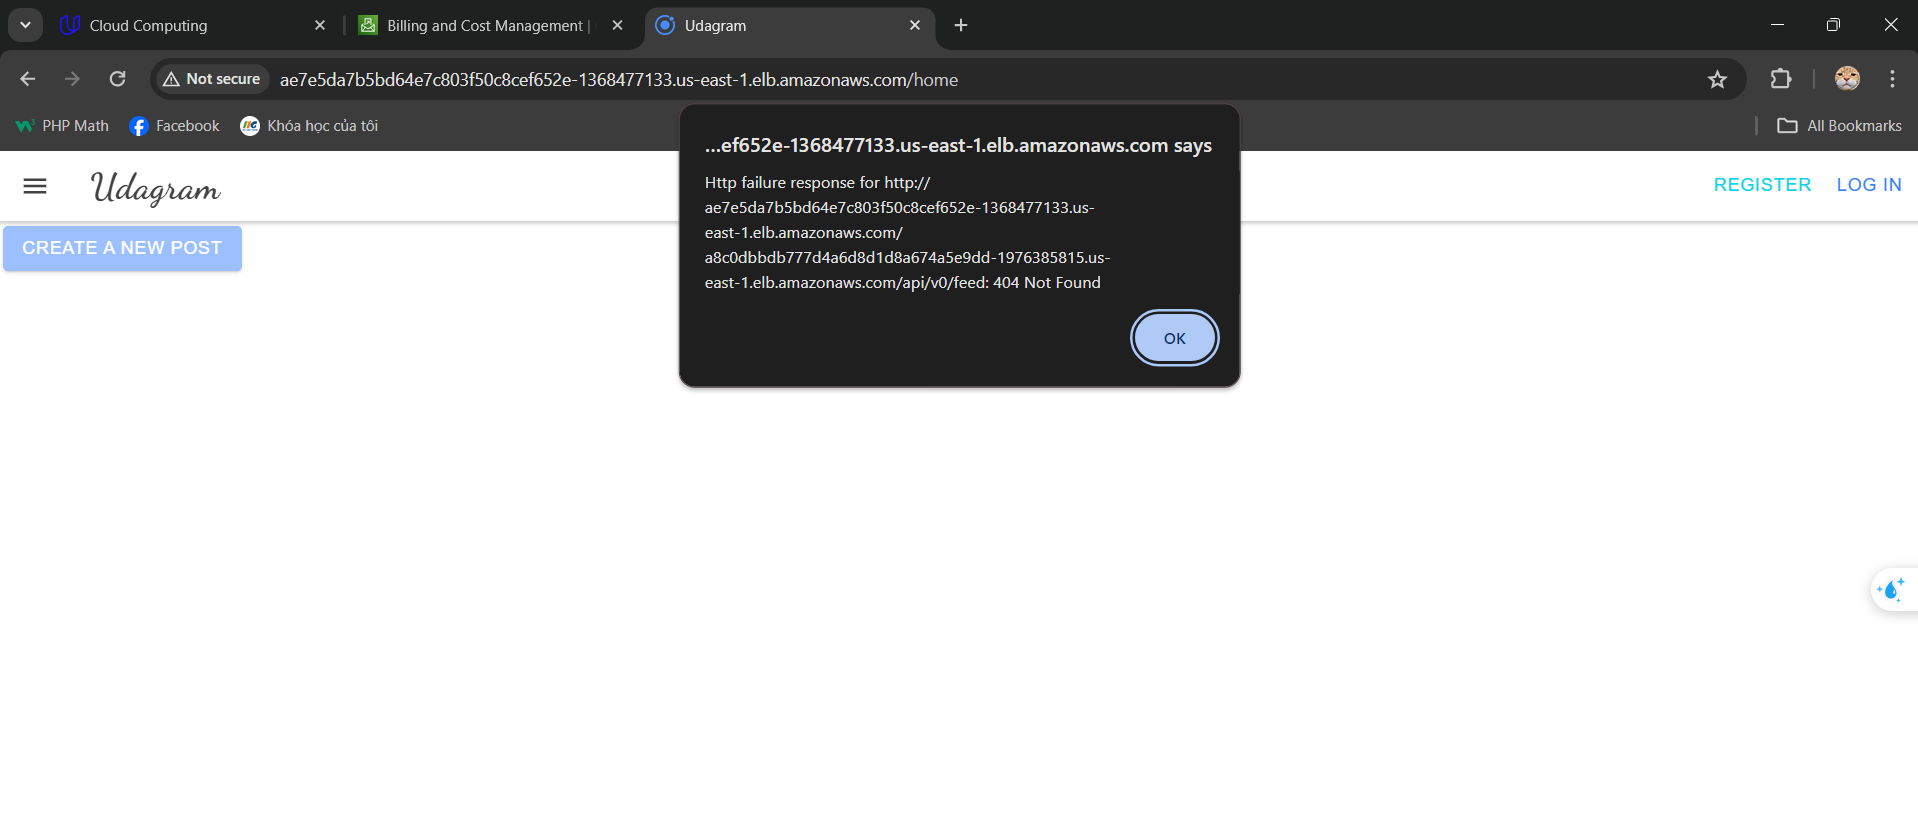 Cloud Computing
Billing and Cost Management |
Udagram
Not secure
ae7e5da7b5bd64e7c803f50c8cef652e-1368477133.us-east-1.elb.amazonaws.com/home
PHP Math
Facebook
Khóa học của tôi
All Bookmarks
...ef652e-1368477133.us-east-1.elb.amazonaws.com says
Http failure response for http://
ae7e5da7b5bd64e7c803f50c8cef652e-1368477133.us-
east-1.elb.amazonaws.com/
a8c0dbbdb777d4a6d8d1d8a674a5e9dd-1976385815.us-
east-1.elb.amazonaws.com/api/v0/feed: 404 Not Found
OK
Udagram
REGISTER
LOG IN
CREATE A NEW POST